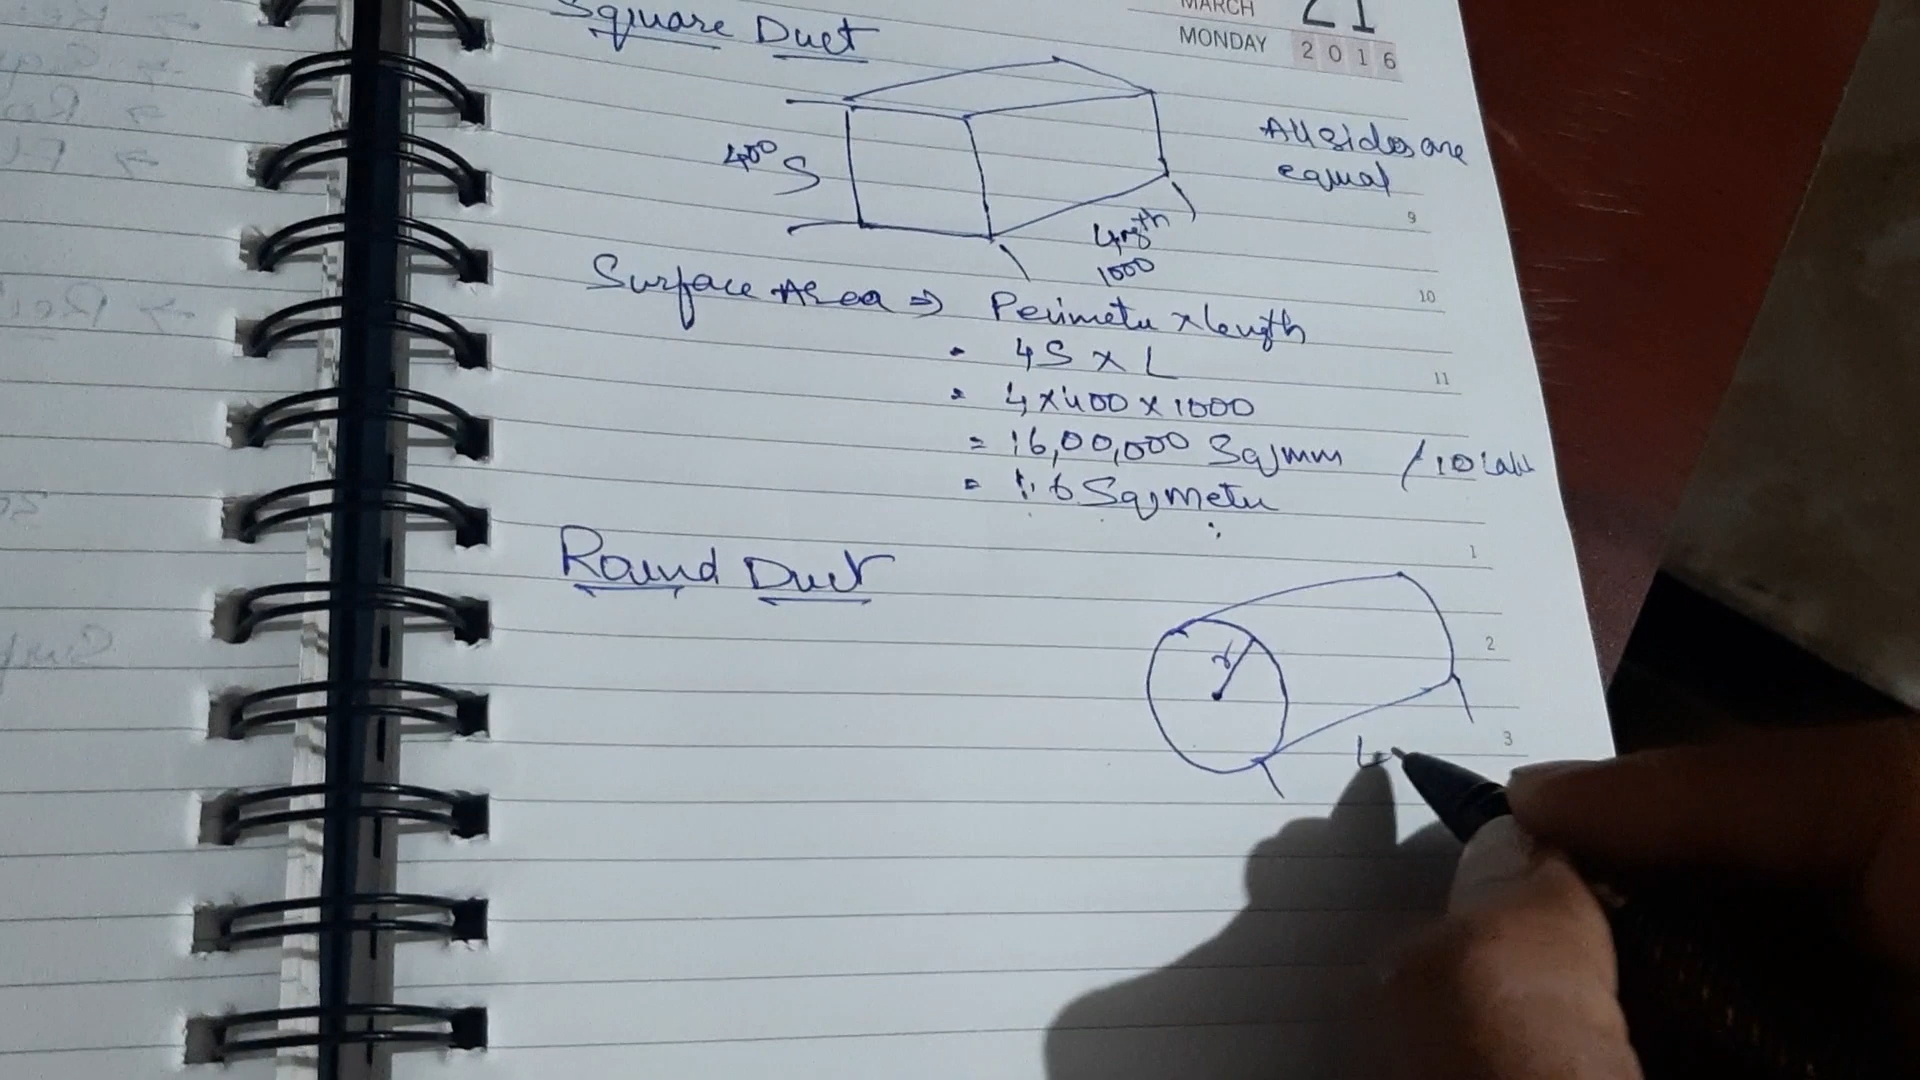 MARCH 21
MONDAY 2016
Square Duct
400 S
All sides are
equal
length
1000
9
Surface Area ⇒ Perimeter x length
10
= 4S x L
11
= 4 x 400 x 1000
= 16,00,000 Sqmm / 10 Lakh
= 1.6 Sqmeter
1
Round Duct
2
r
3